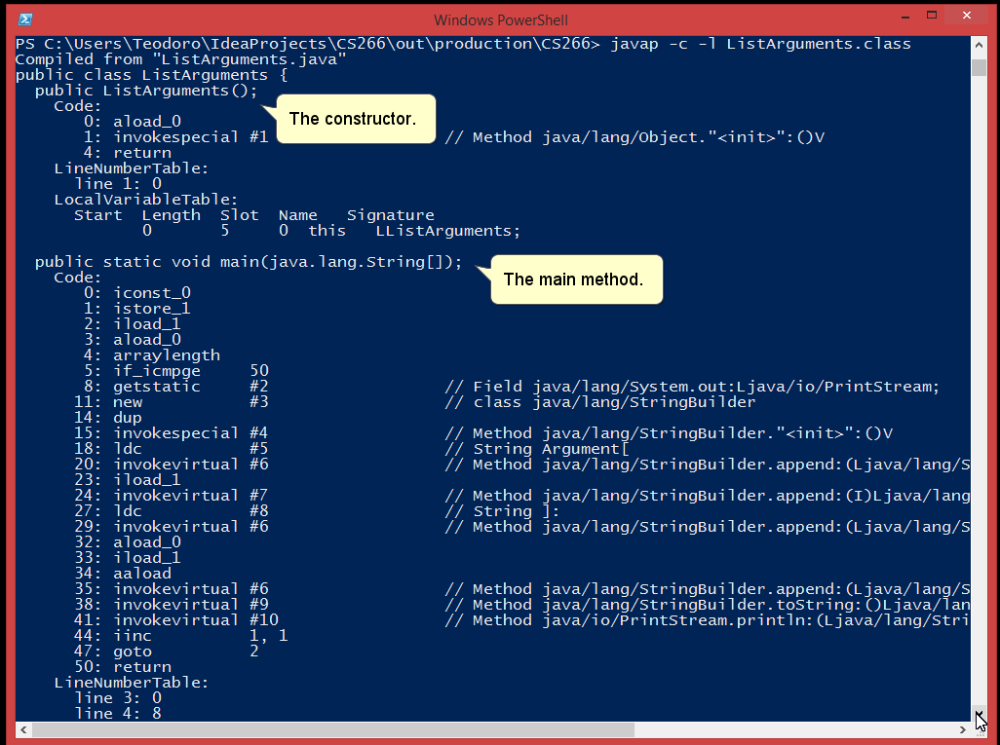 Windows PowerShell
PS C:\Users\Teodoro\IdeaProjects\CS266\out\production\CS266> javap -c -l ListArguments.class
Compiled from "ListArguments.java"
public class ListArguments {
public ListArguments();
The constructor.
Code:
0: aload_0
1: invokespecial #1 // Method java/lang/Object."<init>":()V
4: return
LineNumberTable:
line 1: 0
LocalVariableTable:
Start Length Slot Name Signature
0 5 0 this LListArguments;
public static void main(java.lang.String[]);
The main method.
Code:
0: iconst_0
1: istore_1
2: iload_1
3: aload_0
4: arraylength
5: if_icmpge 50
8: getstatic #2 // Field java/lang/System.out:Ljava/io/PrintStream;
11: new #3 // class java/lang/StringBuilder
14: dup
15: invokespecial #4 // Method java/lang/StringBuilder."<init>":()V
18: ldc #5 // String Argument[
20: invokevirtual #6 // Method java/lang/StringBuilder.append:(Ljava/lang/S
23: iload_1
24: invokevirtual #7 // Method java/lang/StringBuilder.append:(I)Ljava/lang
27: ldc #8 // String ]:
29: invokevirtual #6 // Method java/lang/StringBuilder.append:(Ljava/lang/S
32: aload_0
33: iload_1
34: aaload
35: invokevirtual #6 // Method java/lang/StringBuilder.append:(Ljava/lang/S
38: invokevirtual #9 // Method java/lang/StringBuilder.toString:()Ljava/lan
41: invokevirtual #10 // Method java/io/PrintStream.println:(Ljava/lang/Stri
44: iinc 1, 1
47: goto 2
50: return
LineNumberTable:
line 3: 0
line 4: 8